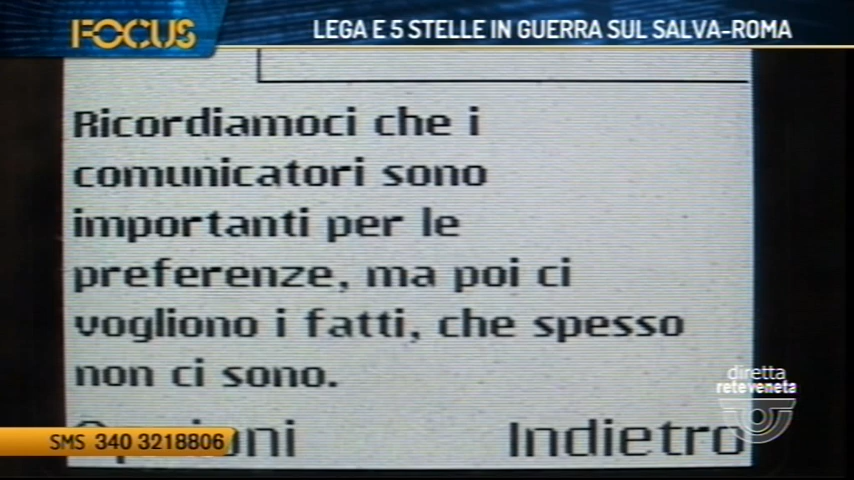 FOCUS
LEGA E 5 STELLE IN GUERRA SUL SALVA-ROMA
Ricordiamoci che i
comunicatori sono
importanti per le
preferenze, ma poi ci
vogliono i fatti, che spesso
non ci sono.
diretta
reteveneta
SMS 340 3218806
Indietro